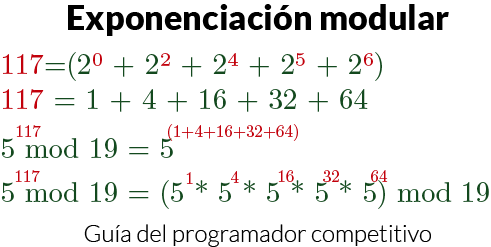 Exponenciación modular
117=(2⁰ + 2² + 2⁴ + 2⁵ + 2⁶)
117 = 1 + 4 + 16 + 32 + 64
5¹¹⁷ mod 19 = 5⁽¹⁺⁴⁺¹⁶⁺³²⁺⁶⁴⁾
5¹¹⁷ mod 19 = (5¹* 5⁴* 5¹⁶* 5³²* 5⁶⁴) mod 19
Guía del programador competitivo